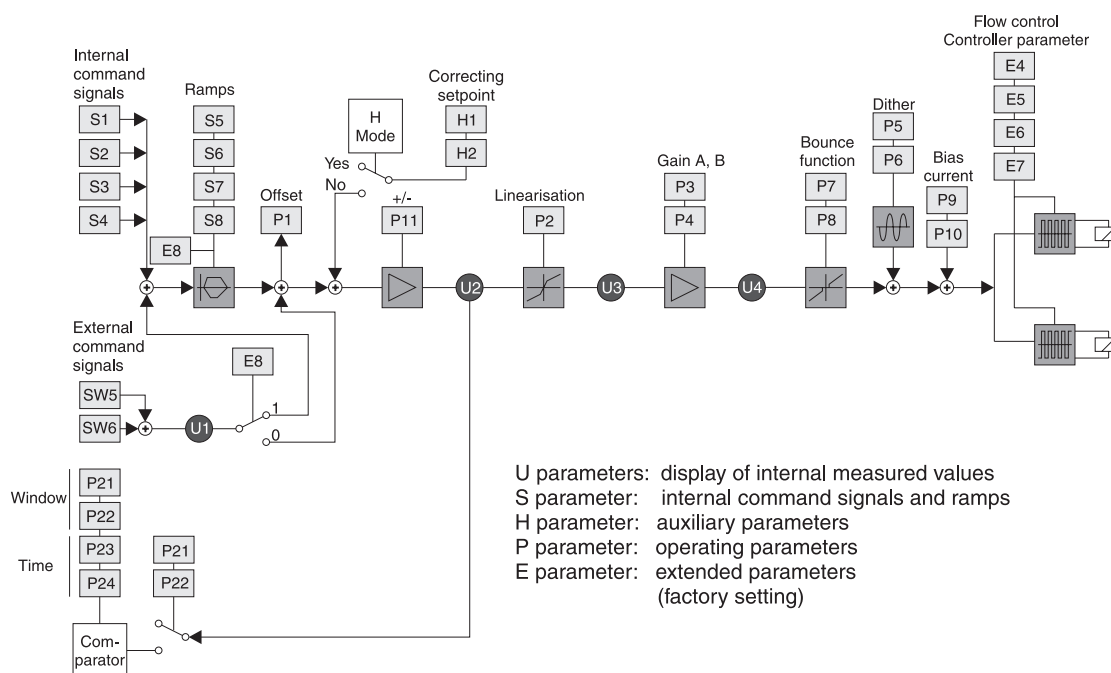 Flow control
Controller parameter
E4
E5
E6
E7
Internal
command
signals
S1
S2
S3
S4
Ramps
S5
S6
S7
S8
E8
Offset
P1
H
Mode
Yes
No
Correcting
setpoint
H1
H2
+/-
P11
U2
Linearisation
P2
U3
Gain A, B
P3
P4
U4
Bounce
function
P7
P8
Dither
P5
P6
Bias
current
P9
P10
External
command
signals
SW5
SW6
U1
E8
1
0
Window
P21
P22
Time
P23
P24
Com-
parator
P21
P22
U parameters: display of internal measured values
S parameter: internal command signals and ramps
H parameter: auxiliary parameters
P parameter: operating parameters
E parameter: extended parameters
(factory setting)